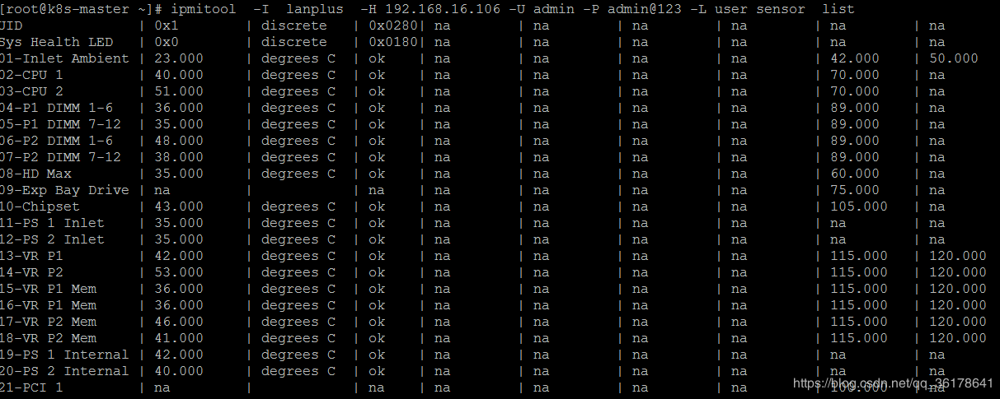 [root@k8s-master ~]# ipmitool  -I  lanplus  -H 192.168.16.106 -U admin -P admin@123 -L user sensor  list
UID              | 0x1        | discrete   | 0x0280| na        | na        | na        | na        | na        | na
Sys Health LED   | 0x0        | discrete   | 0x0180| na        | na        | na        | na        | na        | na
01-Inlet Ambient | 23.000     | degrees C  | ok    | na        | na        | na        | na        | 42.000    | 50.000
02-CPU 1         | 40.000     | degrees C  | ok    | na        | na        | na        | na        | 70.000    | na
03-CPU 2         | 51.000     | degrees C  | ok    | na        | na        | na        | na        | 70.000    | na
04-P1 DIMM 1-6   | 36.000     | degrees C  | ok    | na        | na        | na        | na        | 89.000    | na
05-P1 DIMM 7-12  | 35.000     | degrees C  | ok    | na        | na        | na        | na        | 89.000    | na
06-P2 DIMM 1-6   | 48.000     | degrees C  | ok    | na        | na        | na        | na        | 89.000    | na
07-P2 DIMM 7-12  | 38.000     | degrees C  | ok    | na        | na        | na        | na        | 89.000    | na
08-HD Max        | 35.000     | degrees C  | ok    | na        | na        | na        | na        | 60.000    | na
09-Exp Bay Drive | na         |            | na    | na        | na        | na        | na        | 75.000    | na
10-Chipset       | 43.000     | degrees C  | ok    | na        | na        | na        | na        | 105.000   | na
11-PS 1 Inlet    | 35.000     | degrees C  | ok    | na        | na        | na        | na        | na        | na
12-PS 2 Inlet    | 35.000     | degrees C  | ok    | na        | na        | na        | na        | na        | na
13-VR P1         | 42.000     | degrees C  | ok    | na        | na        | na        | na        | 115.000   | 120.000
14-VR P2         | 53.000     | degrees C  | ok    | na        | na        | na        | na        | 115.000   | 120.000
15-VR P1 Mem     | 36.000     | degrees C  | ok    | na        | na        | na        | na        | 115.000   | 120.000
16-VR P1 Mem     | 36.000     | degrees C  | ok    | na        | na        | na        | na        | 115.000   | 120.000
17-VR P2 Mem     | 46.000     | degrees C  | ok    | na        | na        | na        | na        | 115.000   | 120.000
18-VR P2 Mem     | 41.000     | degrees C  | ok    | na        | na        | na        | na        | 115.000   | 120.000
19-PS 1 Internal | 42.000     | degrees C  | ok    | na        | na        | na        | na        | na        | na
20-PS 2 Internal | 40.000     | degrees C  | ok    | na        | na        | na        | na        | na        | na
21-PCI 1         | na         |            | na    | na        | na        | na        | na        | 100.000   | na
https://blog.csdn.net/qq_36178641